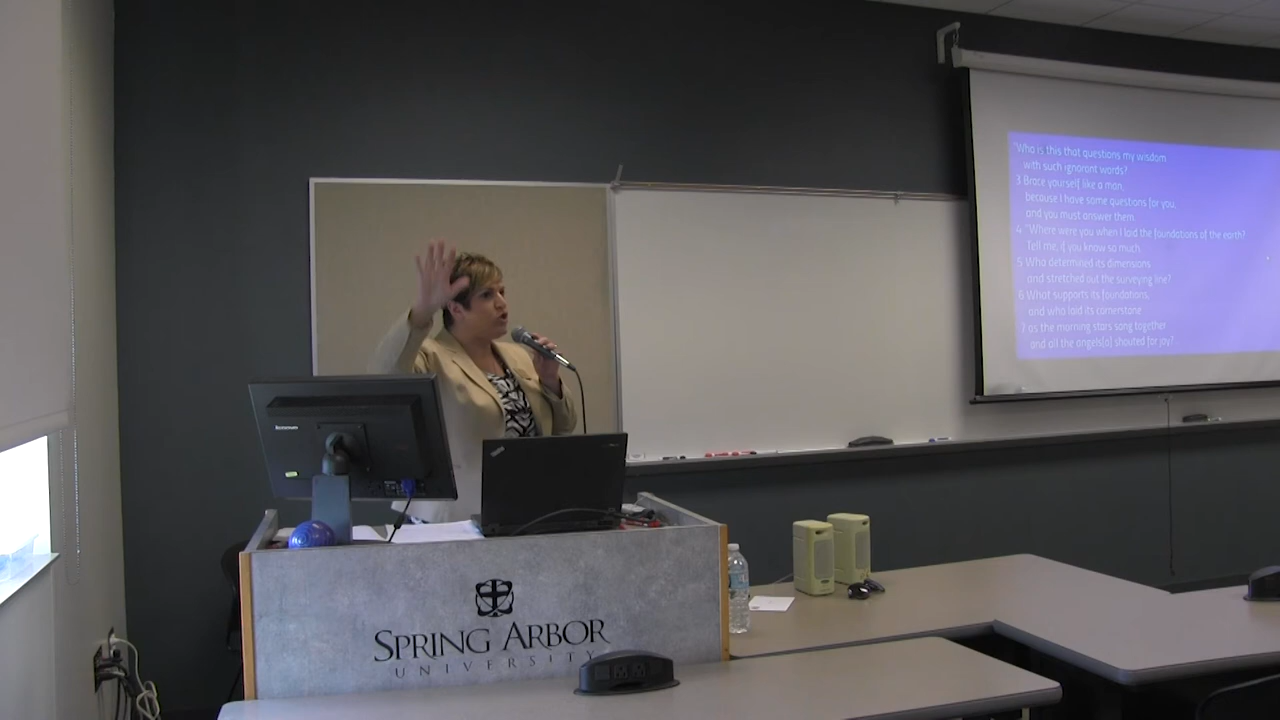 "Who is this that questions my wisdom
with such ignorant words?
3 Brace yourself like a man,
because I have some questions for you,
and you must answer them.
4 "Where were you when I laid the foundations of the earth?
Tell me, if you know so much.
5 Who determined its dimensions
and stretched out the surveying line?
6 What supports its foundations,
and who laid its cornerstone
7 as the morning stars sang together
and all the angels[a] shouted for joy?
lenovo
ThinkPad
SPRING ARBOR
UNIVERSITY